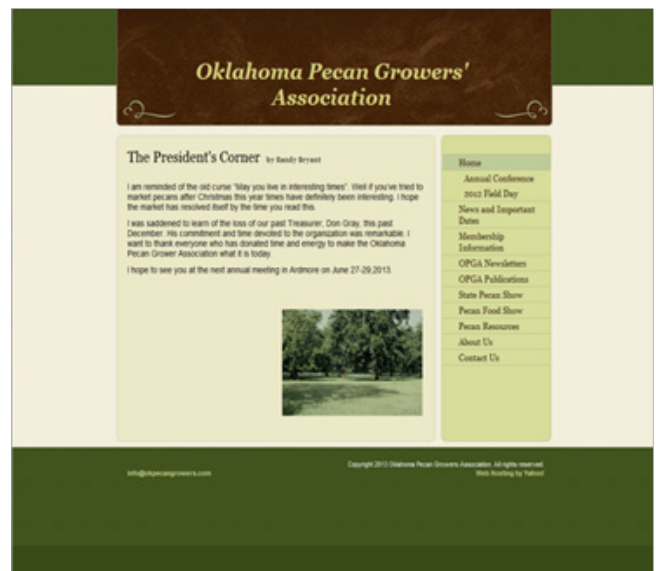 Oklahoma Pecan Growers'
Association
The President's Corner by Randy Bryant
I am reminded of the old curse "May you live in interesting times". Well if you've tried to
market pecans after Christmas this year times have definitely been interesting. I hope
the market has resolved itself by the time you read this.
I was saddened to learn of the loss of our past Treasurer, Don Gray, this past
December. His commitment and time devoted to the organization was remarkable. I
want to thank everyone who has donated time and energy to make the Oklahoma
Pecan Grower Association what it is today.
I hope to see you at the next annual meeting in Ardmore on June 27-29,2013.
Home
Annual Conference
2012 Field Day
News and Important
Dates
Membership
Information
OPGA Newsletters
OPGA Publications
State Pecan Show
Pecan Food Show
Pecan Resources
About Us
Contact Us
info@okpecangrowers.com
Copyright 2013 Oklahoma Pecan Growers Association. All rights reserved.
Web Hosting by Yahoo!